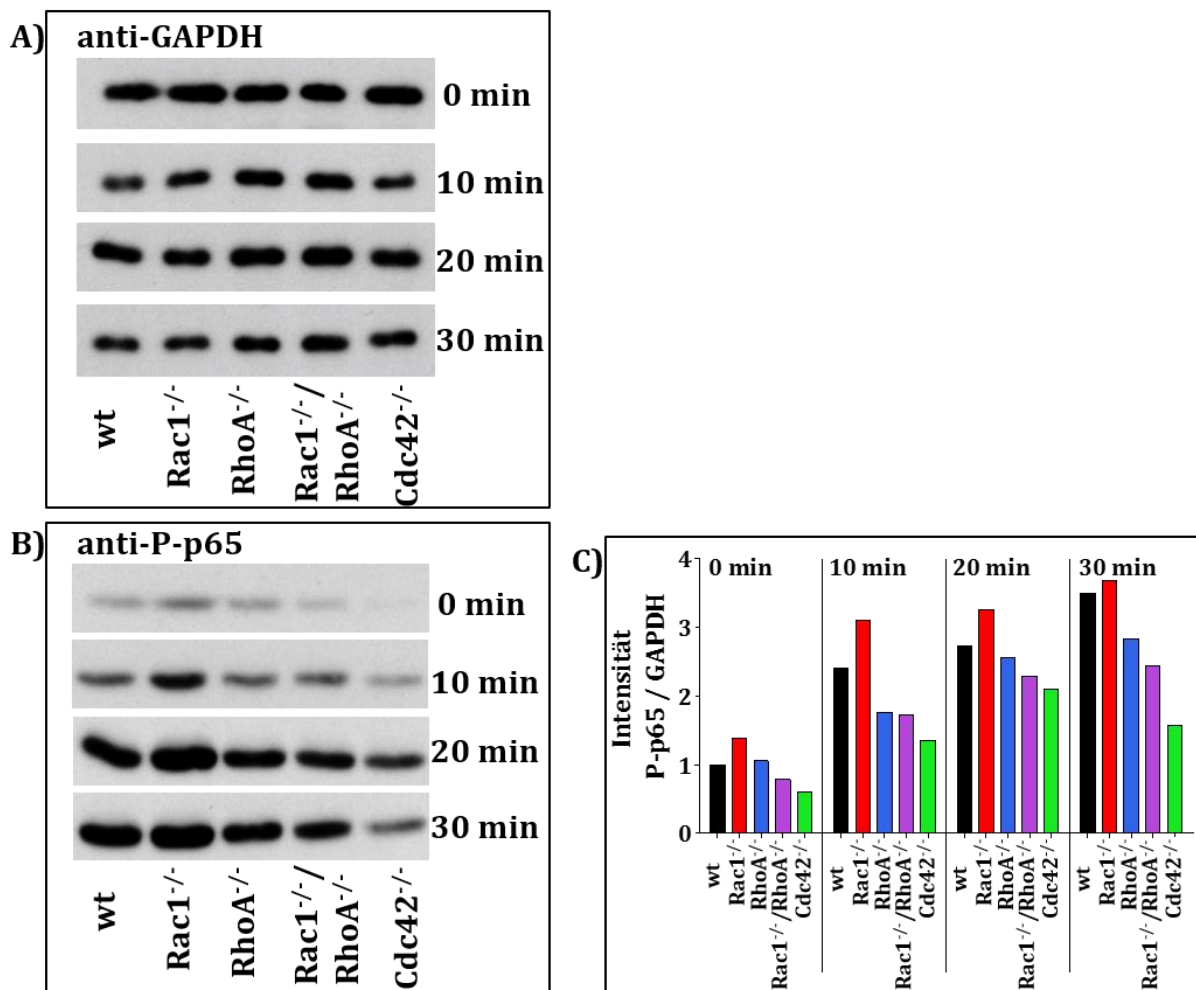 A)
anti-GAPDH
0 min
10 min
20 min
30 min
wt
Rac1-/-
RhoA-/-
Rac1-/-/
RhoA-/-
Cdc42-/-
B)
anti-P-p65
0 min
10 min
20 min
30 min
wt
Rac1-/-
RhoA-/-
Rac1-/-/
RhoA-/-
Cdc42-/-
C)
Intensität
P-p65 / GAPDH
4
3
2
1
0
0 min
10 min
20 min
30 min
wt
Rac1-/-
RhoA-/-
Rac1-/-/RhoA-/-
Cdc42-/-
wt
Rac1-/-
RhoA-/-
Rac1-/-/RhoA-/-
Cdc42-/-
wt
Rac1-/-
RhoA-/-
Rac1-/-/RhoA-/-
Cdc42-/-
wt
Rac1-/-
RhoA-/-
Rac1-/-/RhoA-/-
Cdc42-/-